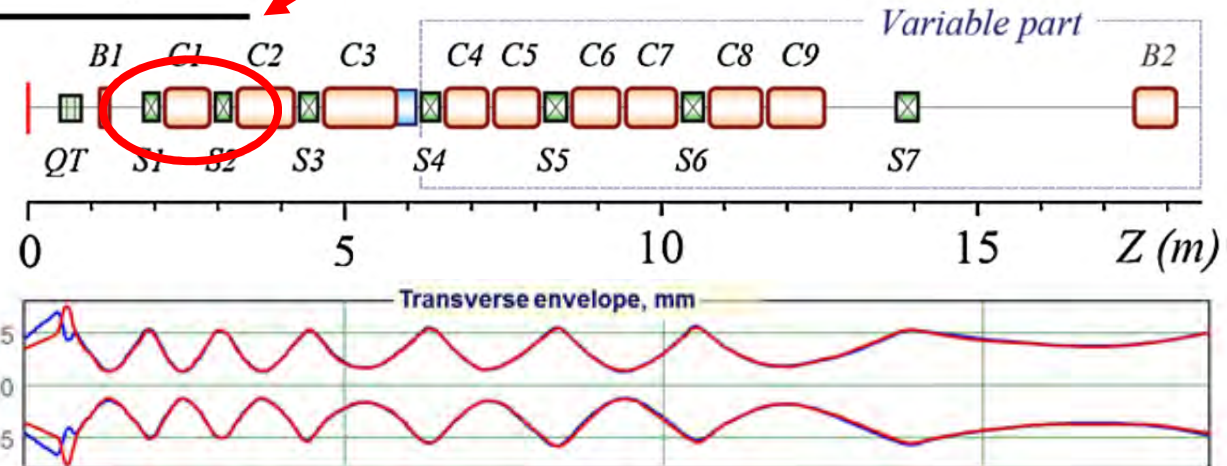 Variable part
B1 C1 C2 C3 C4 C5 C6 C7 C8 C9 B2
QT S1 S2 S3 S4 S5 S6 S7
0 5 10 15 Z (m)
Transverse envelope, mm
5
0
5